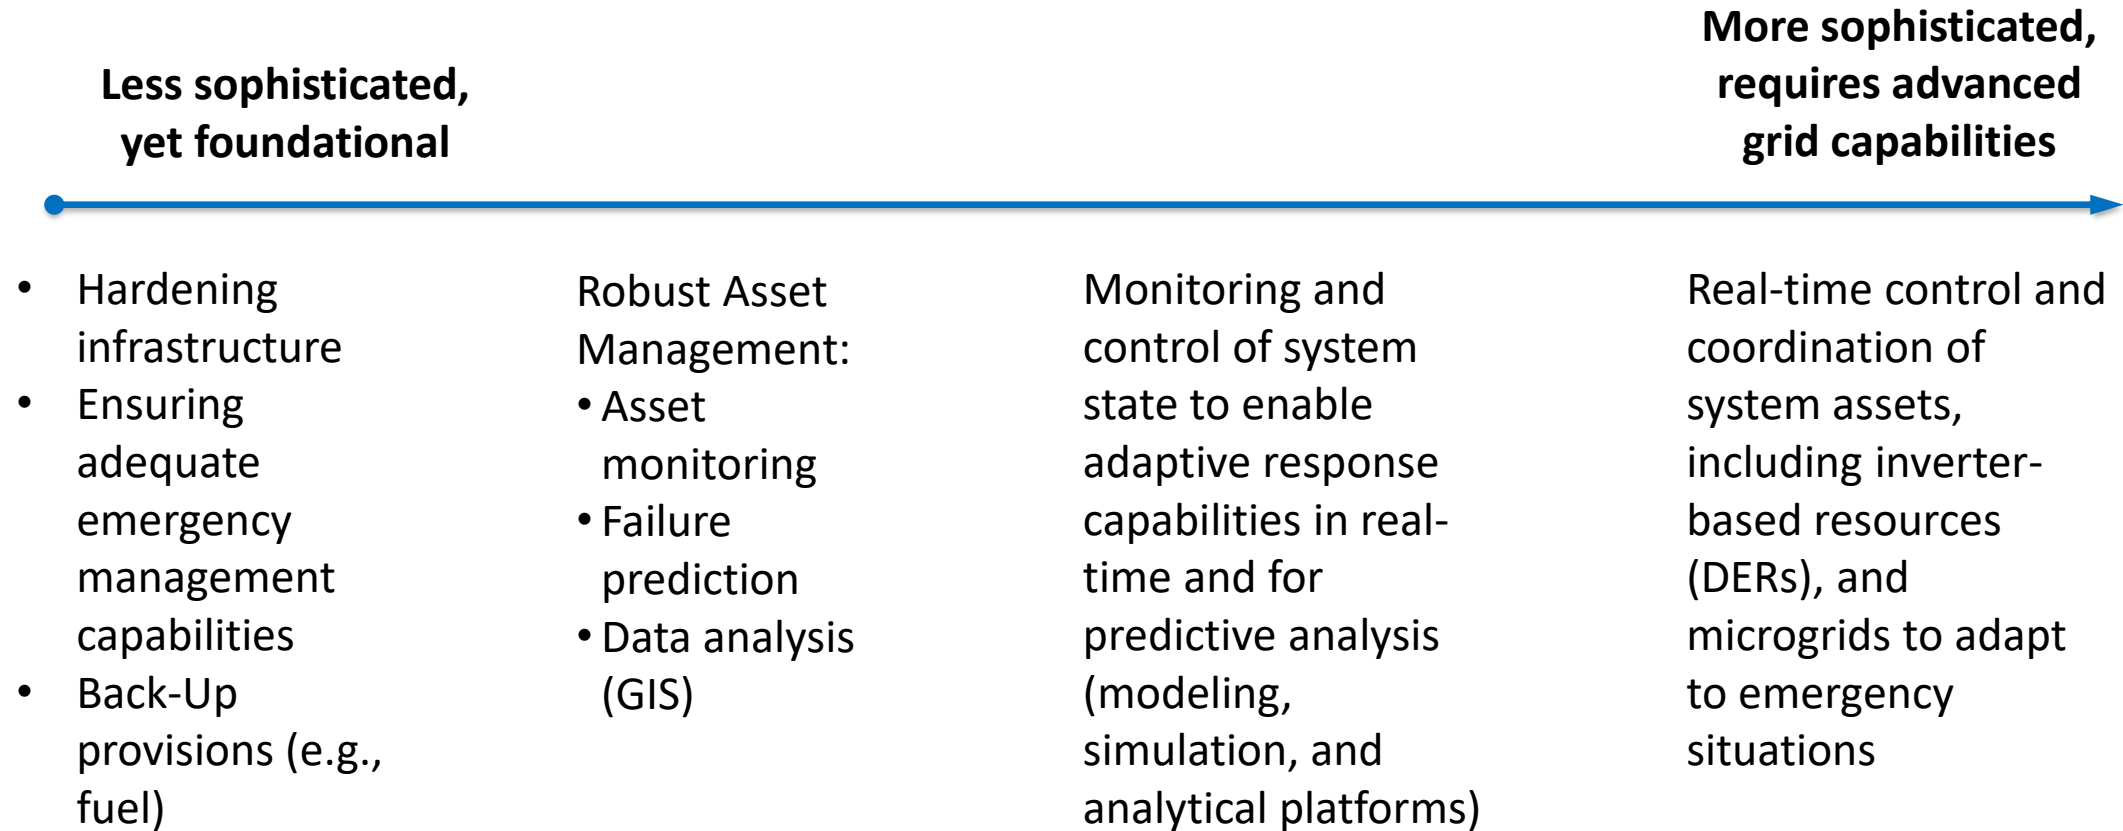 Less sophisticated,
yet foundational
More sophisticated,
requires advanced
grid capabilities
• Hardening
infrastructure
• Ensuring
adequate
emergency
management
capabilities
• Back-Up
provisions (e.g.,
fuel)
Robust Asset
Management:
• Asset
monitoring
• Failure
prediction
• Data analysis
(GIS)
Monitoring and
control of system
state to enable
adaptive response
capabilities in real-
time and for
predictive analysis
(modeling,
simulation, and
analytical platforms)
Real-time control and
coordination of
system assets,
including inverter-
based resources
(DERs), and
microgrids to adapt
to emergency
situations